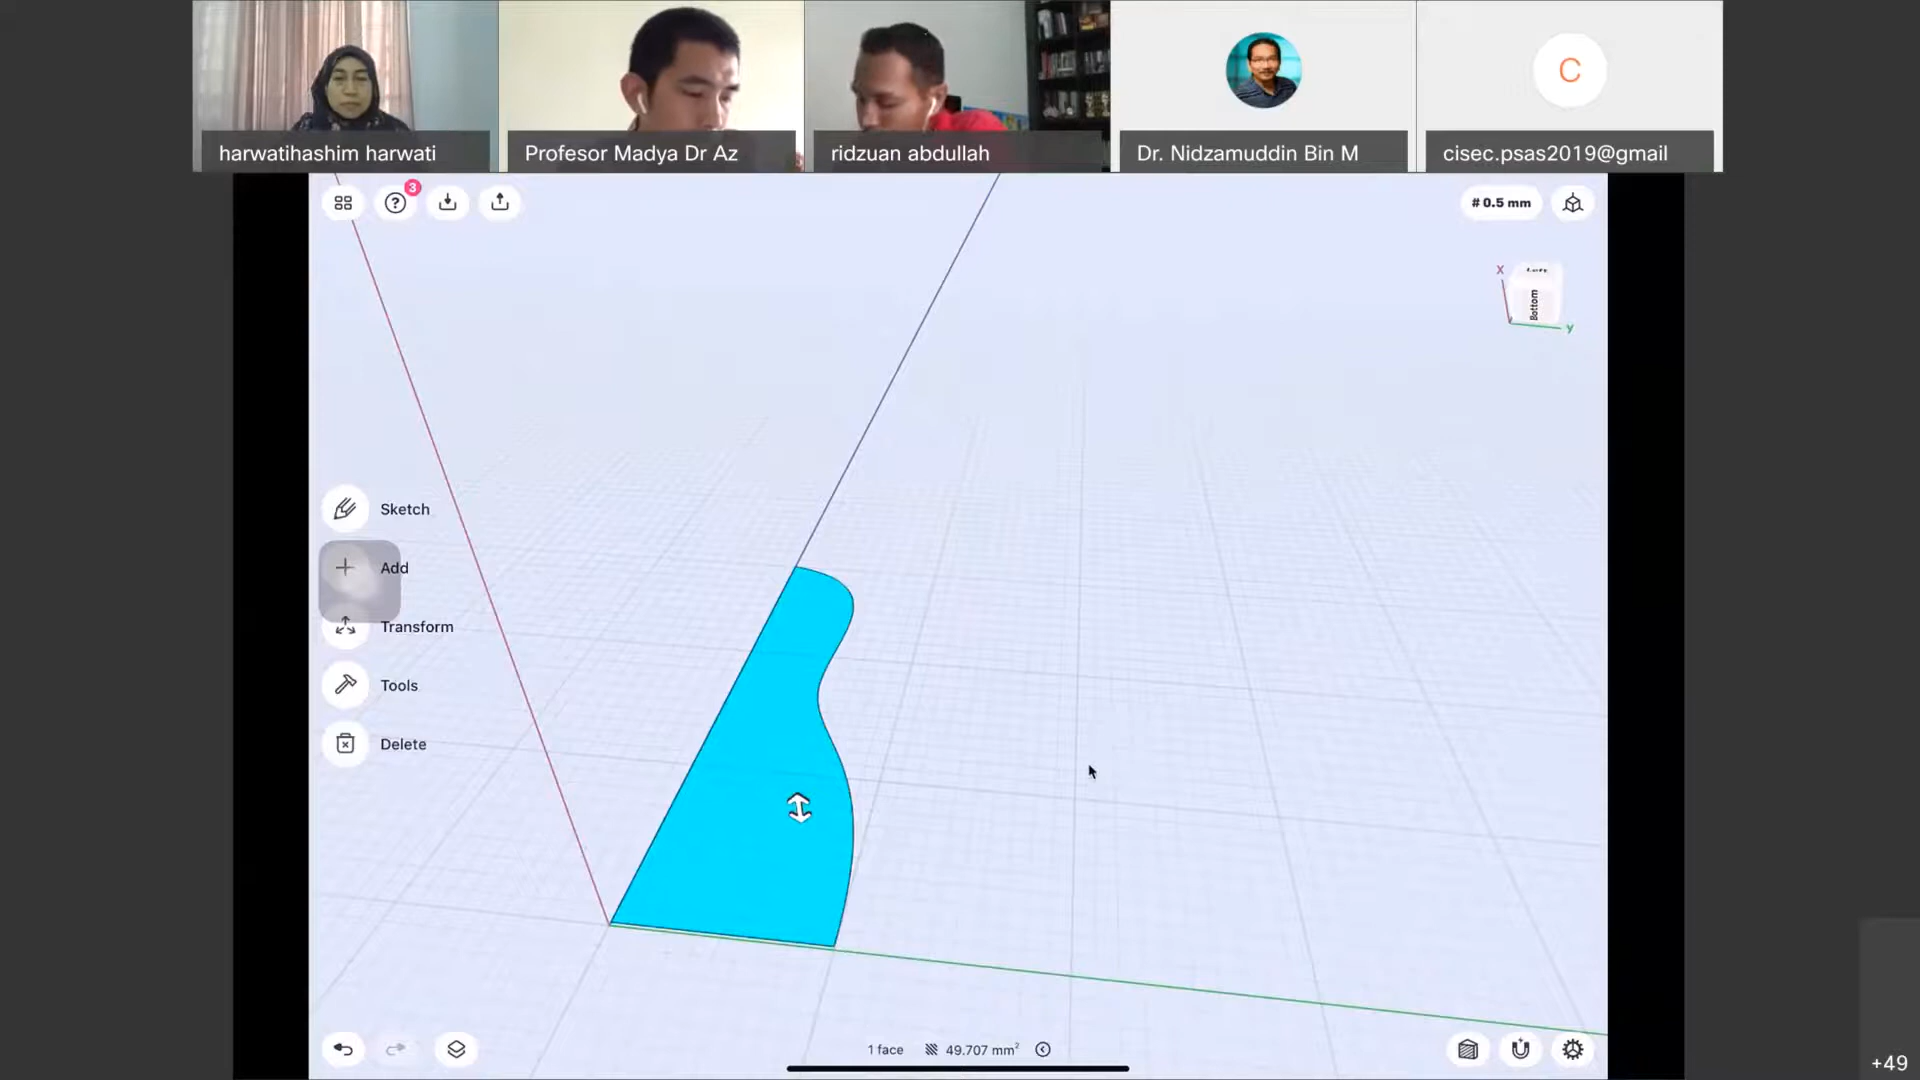 harwatihashim harwati
Profesor Madya Dr Az
ridzuan abdullah
Dr. Nidzamuddin Bin M
C
cisec.psas2019@gmail
3
# 0.5 mm
X
Left
Bottom
y
Sketch
Add
Transform
Tools
Delete
1 face
49.707 mm²
+49